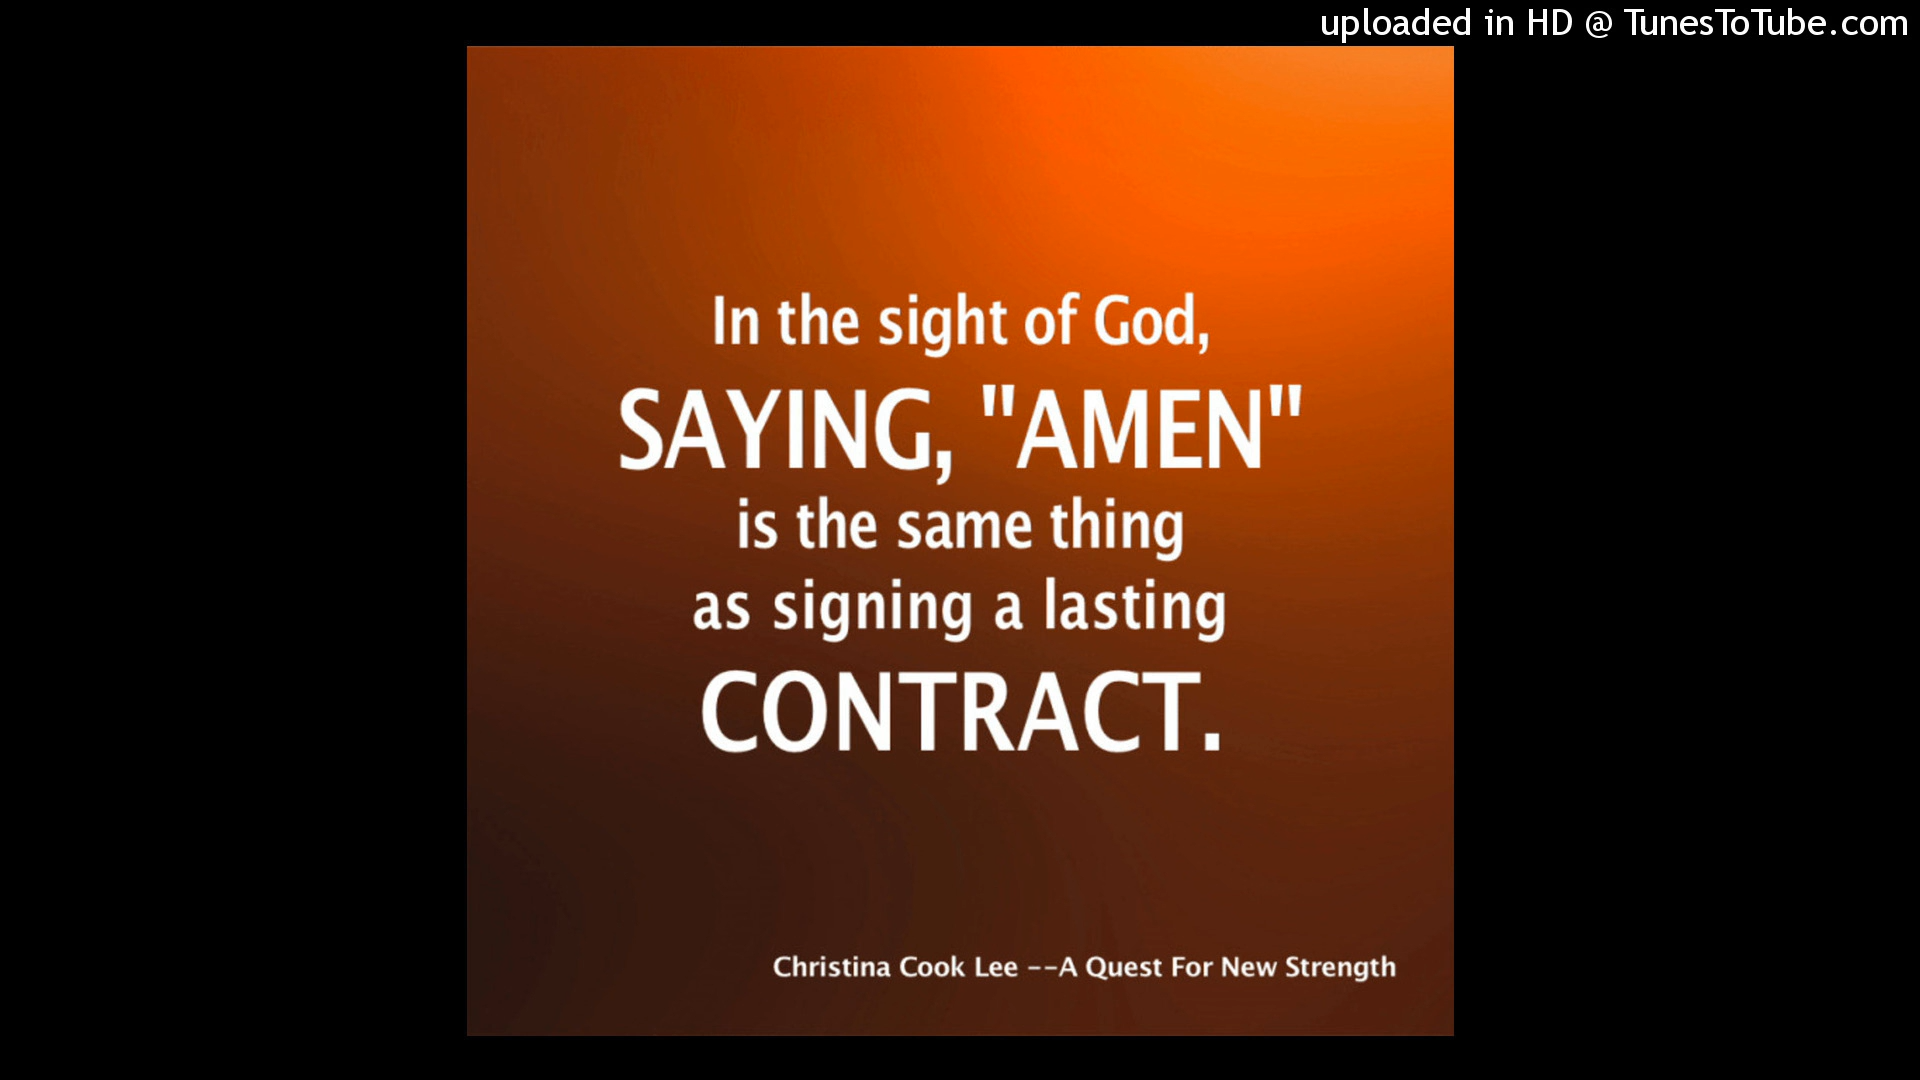 uploaded in HD @ TunesToTube.com
In the sight of God,
SAYING, "AMEN"
is the same thing
as signing a lasting
CONTRACT.
Christina Cook Lee --A Quest For New Strength